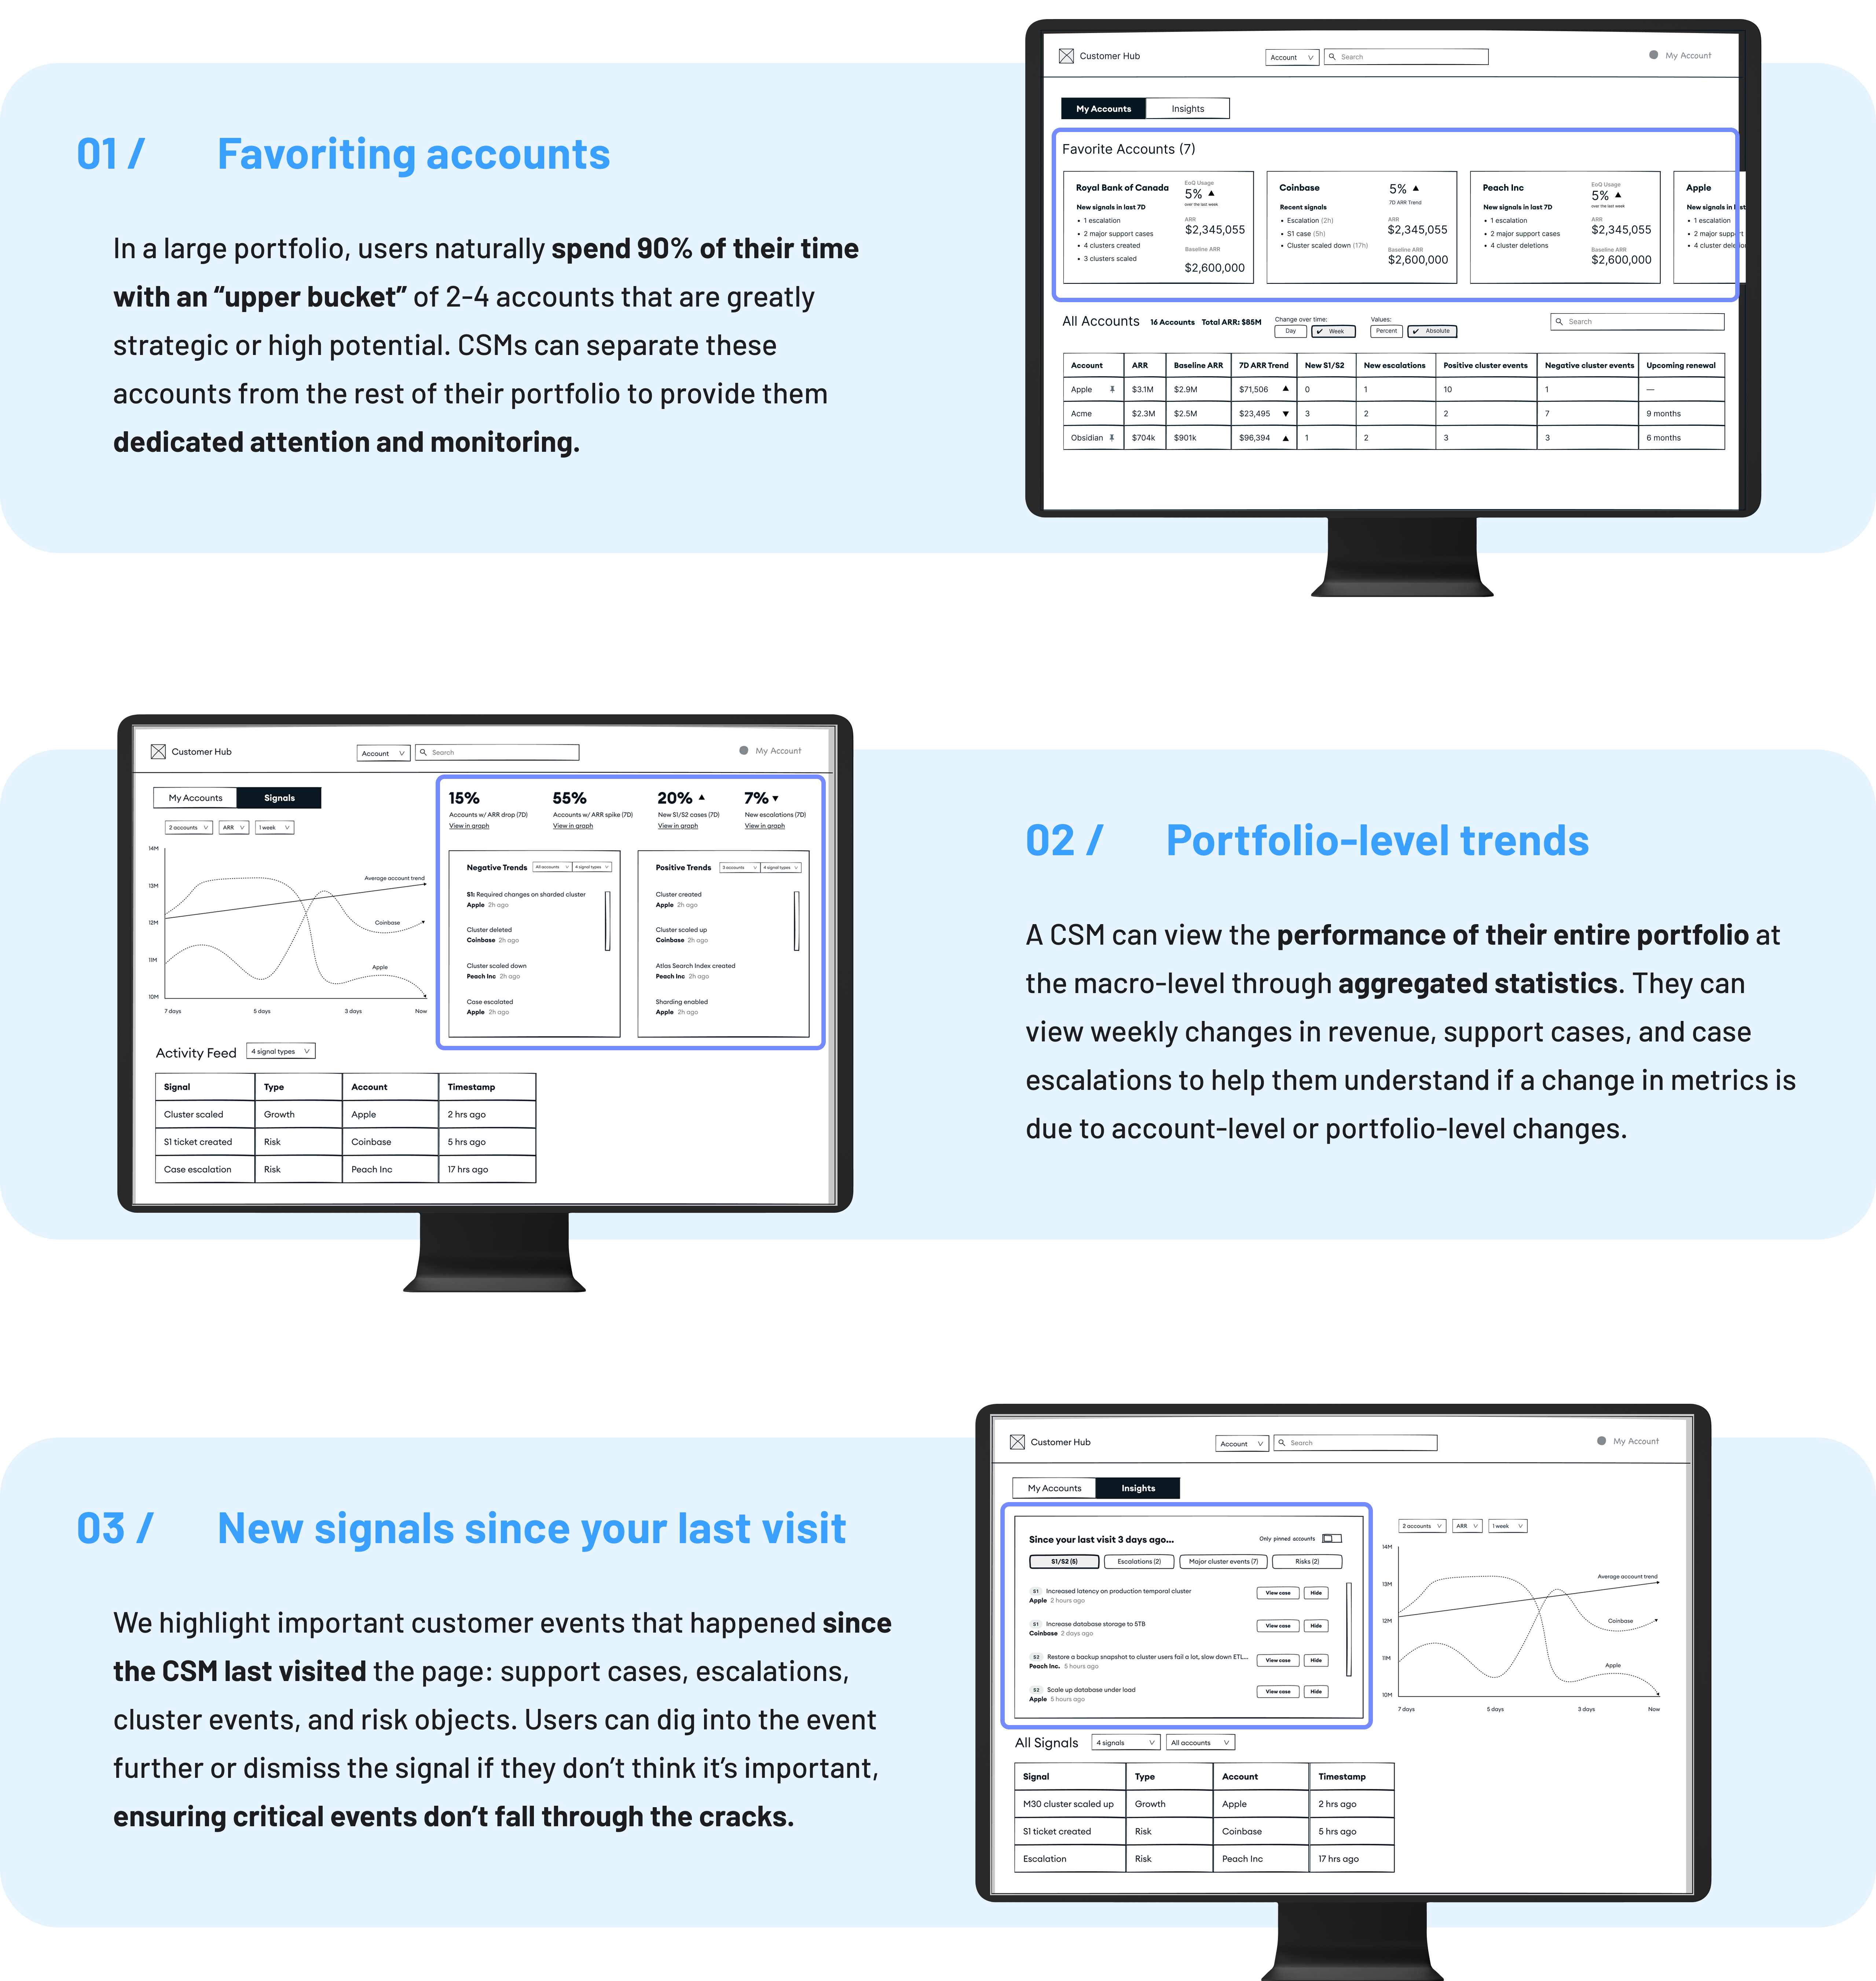 01 / Favoriting accounts
In a large portfolio, users naturally spend 90% of their time
with an “upper bucket” of 2-4 accounts that are greatly
strategic or high potential. CSMs can separate these
accounts from the rest of their portfolio to provide them
dedicated attention and monitoring.
Customer Hub
Account
Search
My Account
My Accounts
Insights
Favorite Accounts (7)
Royal Bank of Canada
New signals in last 7D
• 1 escalation
• 2 major support cases
• 4 clusters created
• 3 clusters scaled
EoQ Usage
5% ▲
over the last week
ARR
$2,345,055
Baseline ARR
$2,600,000
Coinbase
Recent signals
• Escalation (2h)
• S1 case (5h)
• Cluster scaled down (17h)
5% ▲
7D ARR Trend
ARR
$2,345,055
Baseline ARR
$2,600,000
Peach Inc
New signals in last 7D
• 1 escalation
• 2 major support cases
• 4 cluster deletions
EoQ Usage
5% ▲
over the last week
ARR
$2,345,055
Baseline ARR
$2,600,000
Apple
New signals in last
• 1 escalation
• 2 major support
• 4 cluster
All Accounts 16 Accounts Total ARR: $85M
Change over time:
Day ✔ Week
Values:
Percent ✔ Absolute
Search
Account ARR Baseline ARR 7D ARR Trend New S1/S2 New escalations Positive cluster events Negative cluster events Upcoming renewal
Apple $3.1M $2.9M $71,506 ▲ 0 1 10 1 —
Acme $2.3M $2.5M $23,495 ▼ 3 2 2 7 9 months
Obsidian $704k $901k $96,394 ▲ 1 2 3 3 6 months
Customer Hub
Account
Search
My Account
My Accounts
Signals
2 accounts ARR 1 week
14M
13M
12M
11M
10M
Average account trend
Coinbase
Apple
7 days 5 days 3 days Now
15%
Accounts w/ ARR drop (7D)
View in graph
55%
Accounts w/ ARR spike (7D)
View in graph
20% ▲
New S1/S2 cases (7D)
View in graph
7% ▼
New escalations (7D)
View in graph
Negative Trends All accounts 4 signal types
S1: Required changes on sharded cluster
Apple 2h ago
Cluster deleted
Coinbase 2h ago
Cluster scaled down
Peach Inc 2h ago
Case escalated
Apple 2h ago
Positive Trends 3 accounts 4 signal types
Cluster created
Apple 2h ago
Cluster scaled up
Coinbase 2h ago
Atlas Search Index created
Peach Inc 2h ago
Sharding enabled
Apple 2h ago
Activity Feed 4 signal types
Signal Type Account Timestamp
Cluster scaled Growth Apple 2 hrs ago
S1 ticket created Risk Coinbase 5 hrs ago
Case escalation Risk Peach Inc 17 hrs ago
02 / Portfolio-level trends
A CSM can view the performance of their entire portfolio at
the macro-level through aggregated statistics. They can
view weekly changes in revenue, support cases, and case
escalations to help them understand if a change in metrics is
due to account-level or portfolio-level changes.
03 / New signals since your last visit
We highlight important customer events that happened since
the CSM last visited the page: support cases, escalations,
cluster events, and risk objects. Users can dig into the event
further or dismiss the signal if they don’t think it’s important,
ensuring critical events don’t fall through the cracks.
Customer Hub
Account
Search
My Account
My Accounts
Insights
Since your last visit 3 days ago...
Only pinned accounts
S1/S2 (5) Escalations (2) Major cluster events (7) Risks (2)
S1 Increased latency on production temporal cluster
Apple 2 hours ago
View case Hide
S1 Increase database storage to 5TB
Coinbase 2 days ago
View case Hide
S2 Restore a backup snapshot to cluster users fail a lot, slow down ETL...
Peach Inc. 5 hours ago
View case Hide
S2 Scale up database under load
Apple 5 hours ago
View case Hide
2 accounts ARR 1 week
14M
13M
12M
11M
10M
Average account trend
Coinbase
Apple
7 days 5 days 3 days Now
All Signals 4 signals All accounts
Signal Type Account Timestamp
M30 cluster scaled up Growth Apple 2 hrs ago
S1 ticket created Risk Coinbase 5 hrs ago
Escalation Risk Peach Inc 17 hrs ago